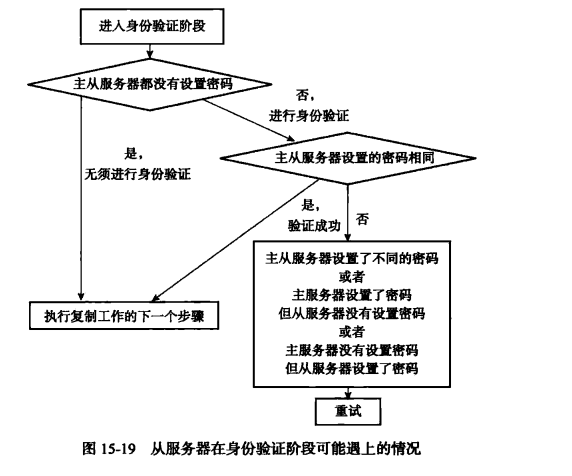 进入身份验证阶段
主从服务器都没有设置密码
否，
进行身份验证
是，
无须进行身份验证
主从服务器设置的密码相同
是，
验证成功
否
主从服务器设置了不同的密码
或者
主服务器设置了密码
但从服务器没有设置密码
或者
主服务器没有设置密码
但从服务器设置了密码
执行复制工作的下一个步骤
重试
图 15-19 从服务器在身份验证阶段可能遇上的情况